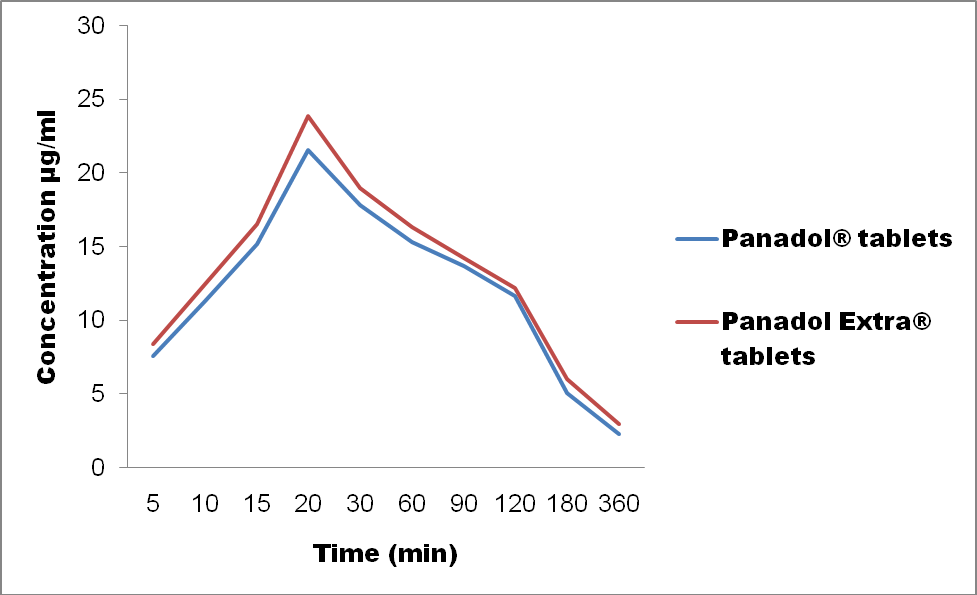 30
25
20
15
10
5
0
Concentration µg/ml
5 10 15 20 30 60 90 120 180 360
Time (min)
Panadol® tablets
Panadol Extra®
tablets